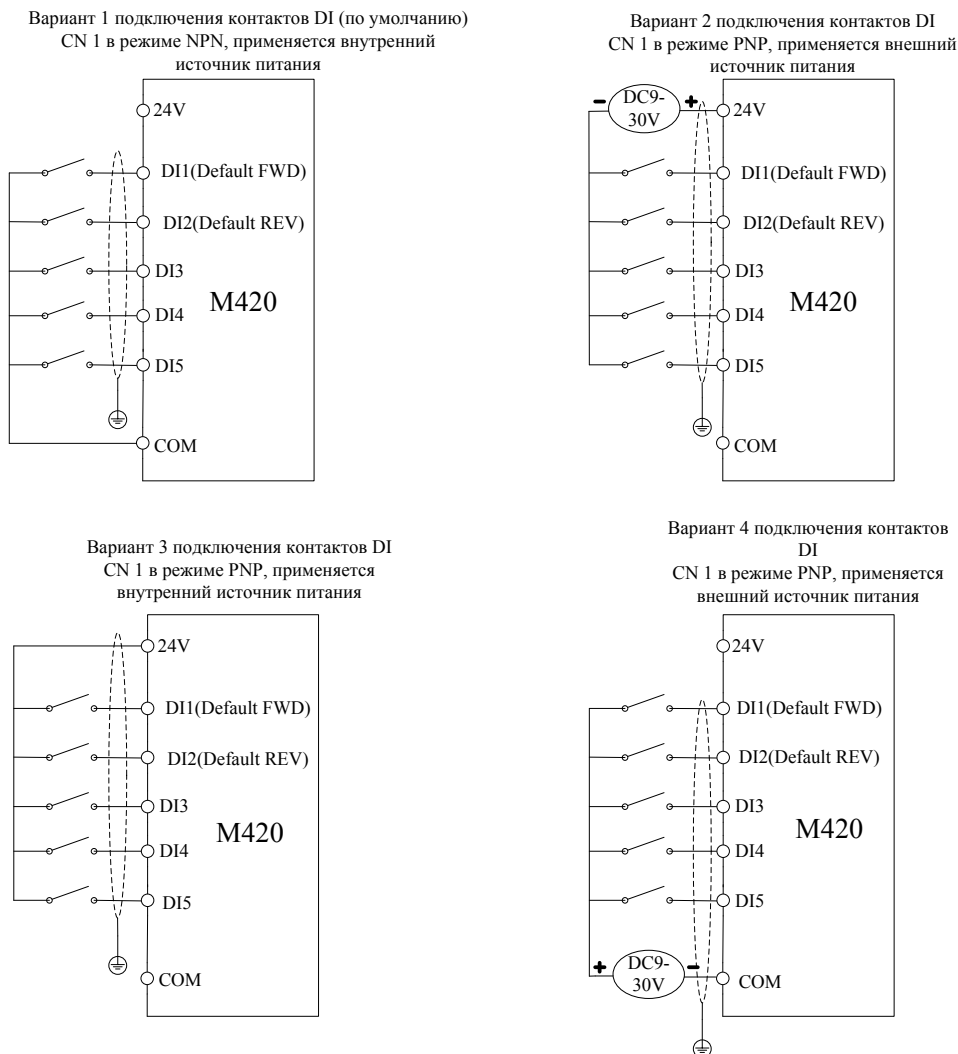 Вариант 1 подключения контактов DI (по умолчанию)
CN 1 в режиме NPN, применяется внутренний
источник питания
24V
DI1(Default FWD)
DI2(Default REV)
DI3
M420
DI4
DI5
COM
Вариант 2 подключения контактов DI
CN 1 в режиме PNP, применяется внешний
источник питания
− DC9- +
30V
24V
DI1(Default FWD)
DI2(Default REV)
DI3
M420
DI4
DI5
COM
Вариант 3 подключения контактов DI
CN 1 в режиме PNP, применяется
внутренний источник питания
24V
DI1(Default FWD)
DI2(Default REV)
DI3
M420
DI4
DI5
COM
Вариант 4 подключения контактов
DI
CN 1 в режиме PNP, применяется
внешний источник питания
24V
DI1(Default FWD)
DI2(Default REV)
DI3
M420
DI4
DI5
+ DC9- −
30V
COM